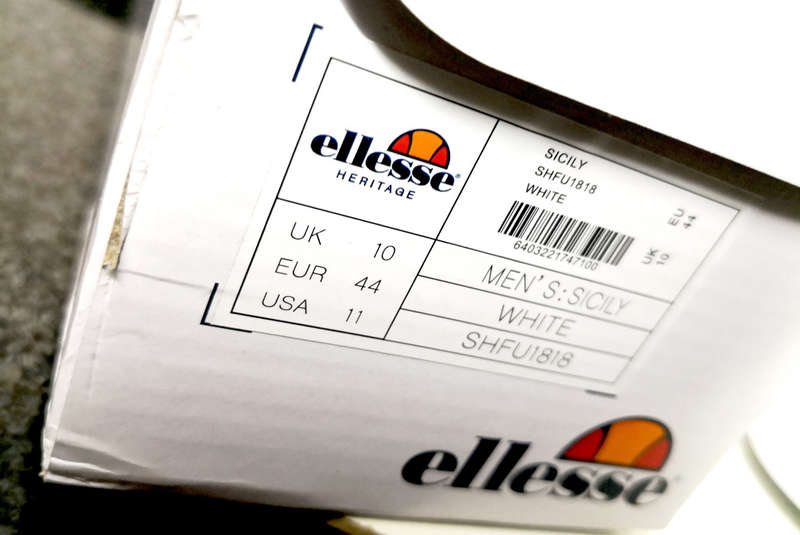 ellesse
HERITAGE
SICILY
SHFU1818
WHITE
6403221747100
EU
44
UK
10
UK 10
EUR 44
USA 11
MEN'S:SICILY
WHITE
SHFU1818
ellesse